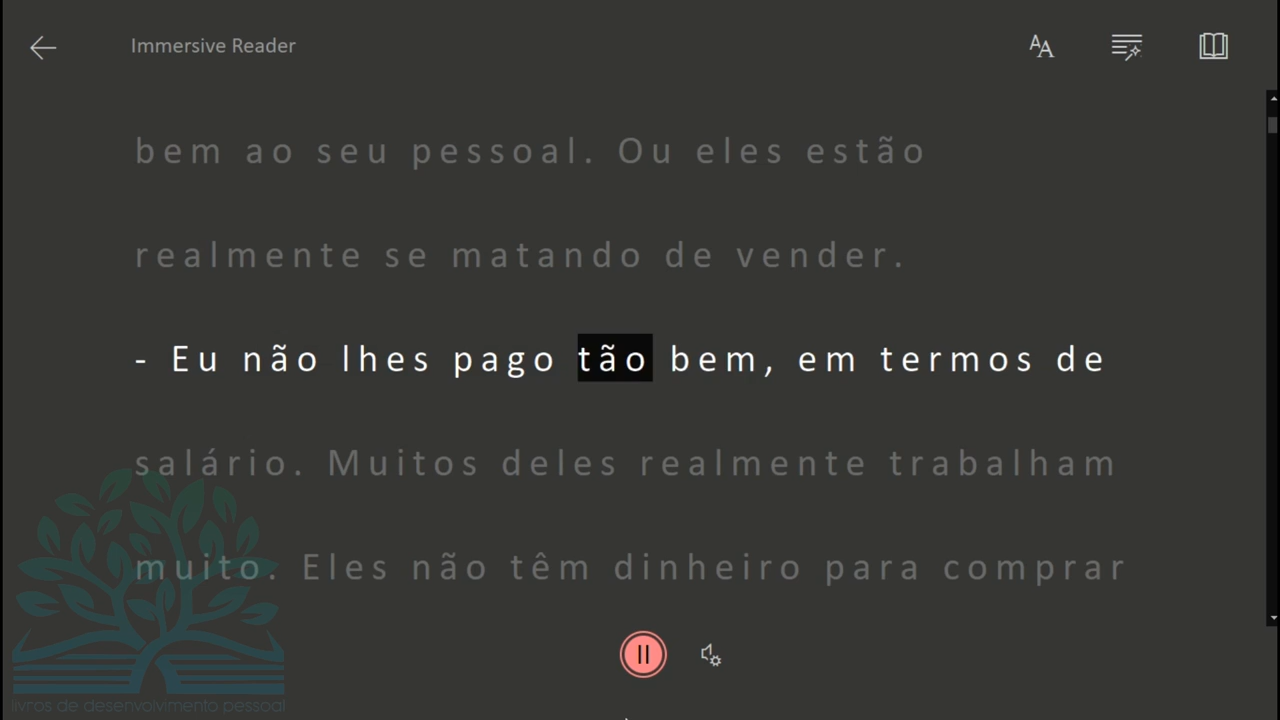 Immersive Reader
bem ao seu pessoal. Ou eles estão
realmente se matando de vender.
- Eu não lhes pago tão bem, em termos de
salário. Muitos deles realmente trabalham
muito. Eles não têm dinheiro para comprar
livros de desenvolvimento pessoal